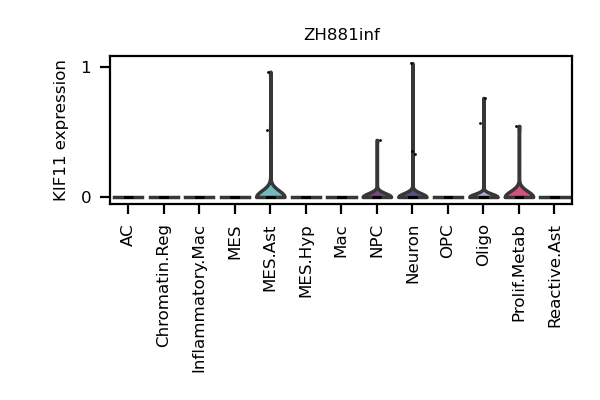 ZH881inf
KIF11 expression
1
0
AC
Chromatin.Reg
Inflammatory.Mac
MES
MES.Ast
MES.Hyp
Mac
NPC
Neuron
OPC
Oligo
Prolif.Metab
Reactive.Ast